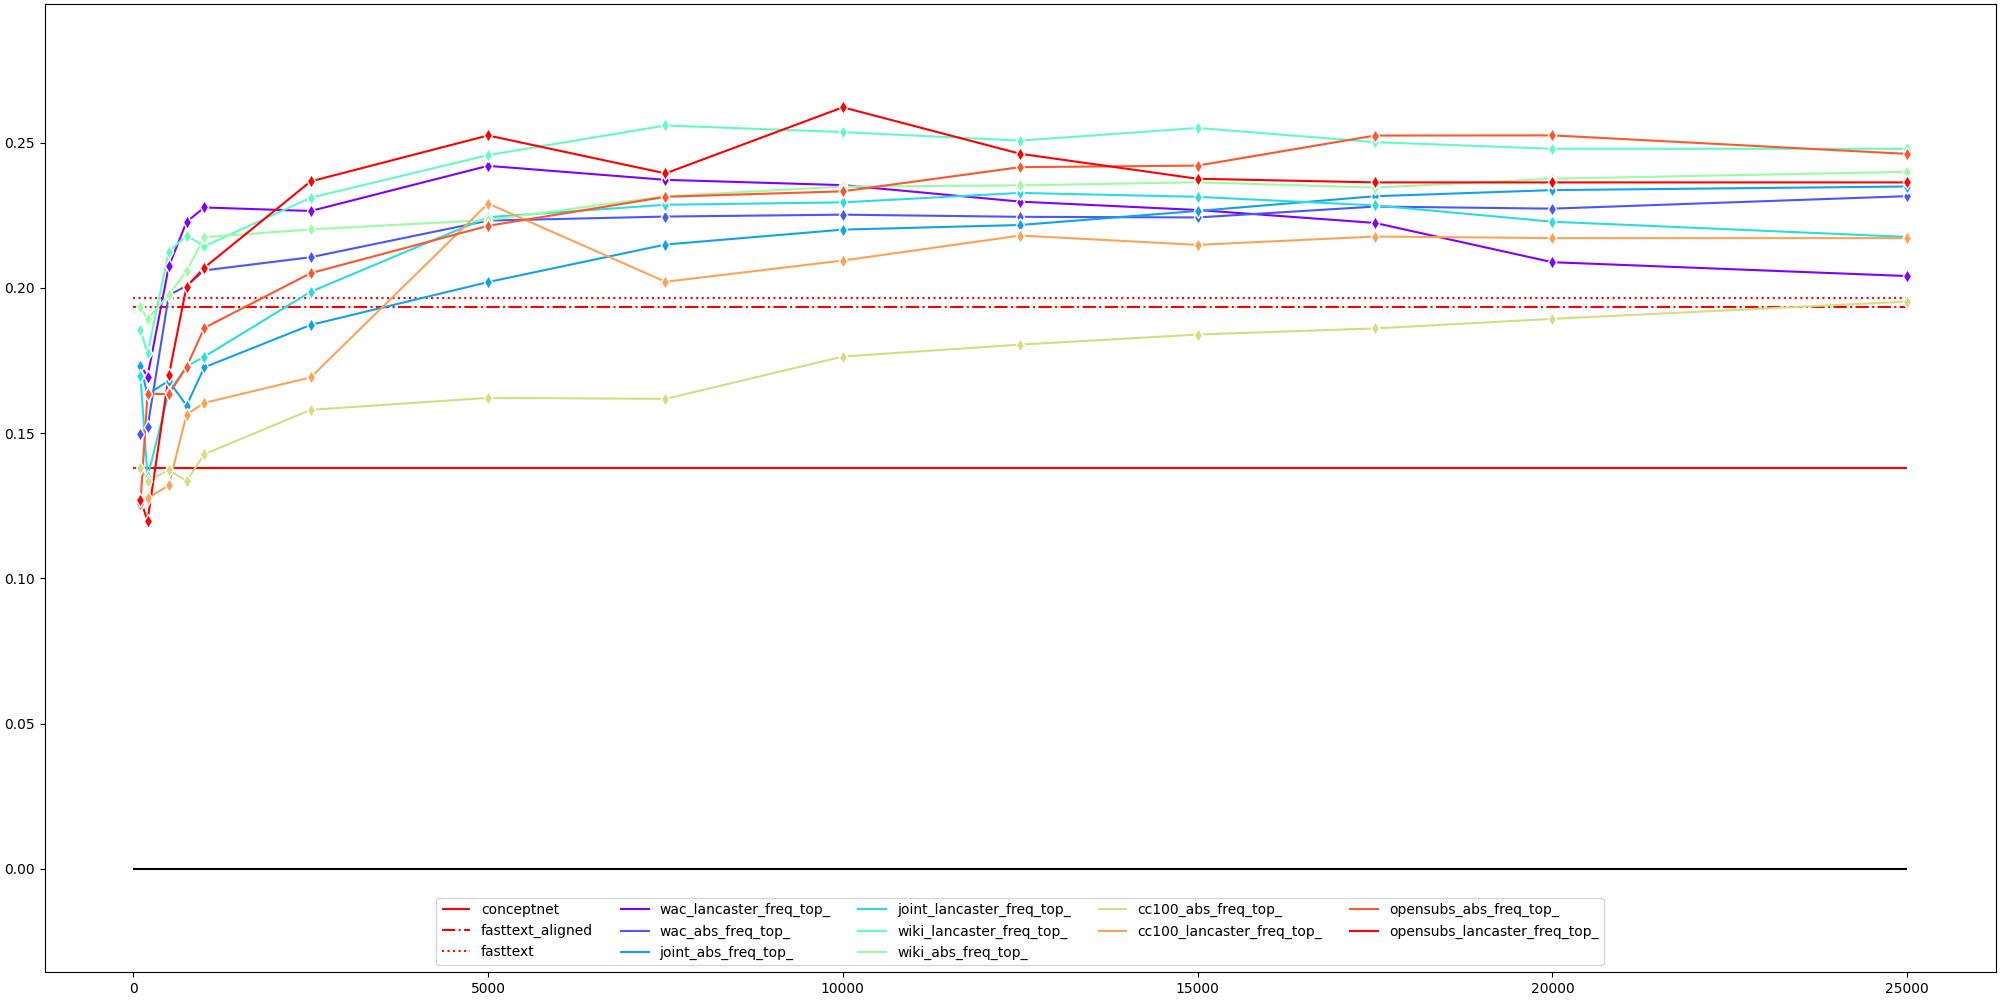 0.25
0.20
0.15
0.10
0.05
0.00
conceptnet
fasttext_aligned
fasttext
wac_lancaster_freq_top_
wac_abs_freq_top_
joint_abs_freq_top_
joint_lancaster_freq_top_
wiki_lancaster_freq_top_
wiki_abs_freq_top_
cc100_abs_freq_top_
cc100_lancaster_freq_top_
opensubs_abs_freq_top_
opensubs_lancaster_freq_top_
0 5000 10000 15000 20000 25000